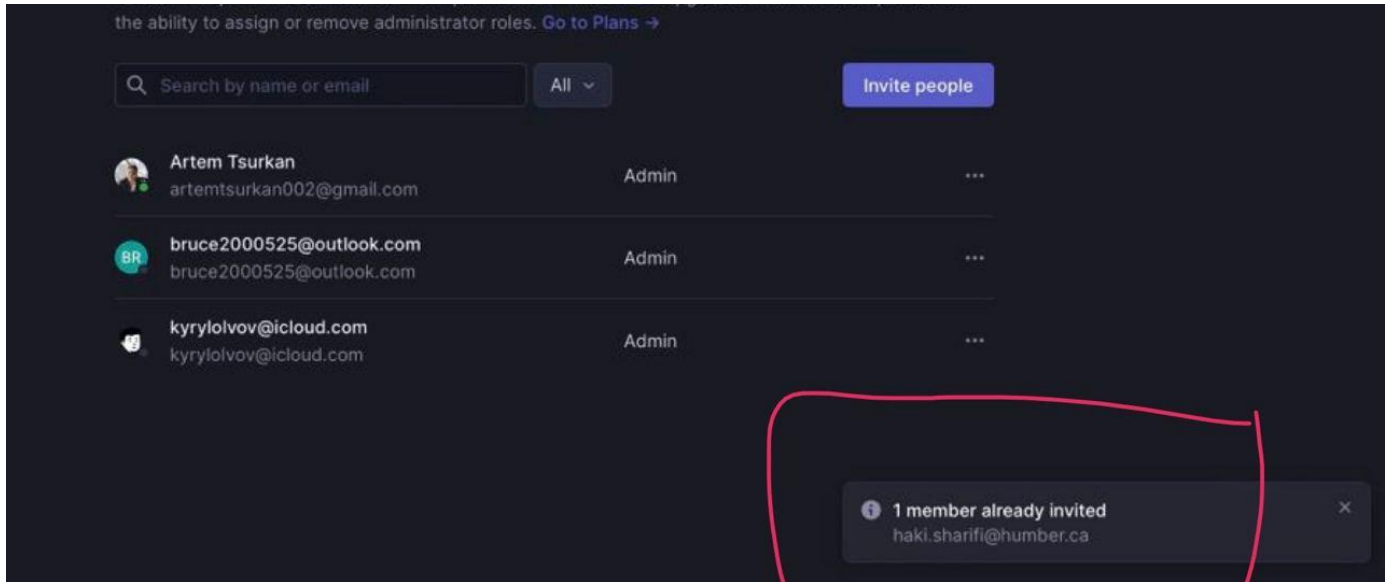 the ability to assign or remove administrator roles. Go to Plans →
Search by name or email
All
Invite people
Artem Tsurkan
artemtsurkan002@gmail.com
Admin
BR
bruce2000525@outlook.com
bruce2000525@outlook.com
Admin
kyrylolvov@icloud.com
kyrylolvov@icloud.com
Admin
1 member already invited
haki.sharifi@humber.ca